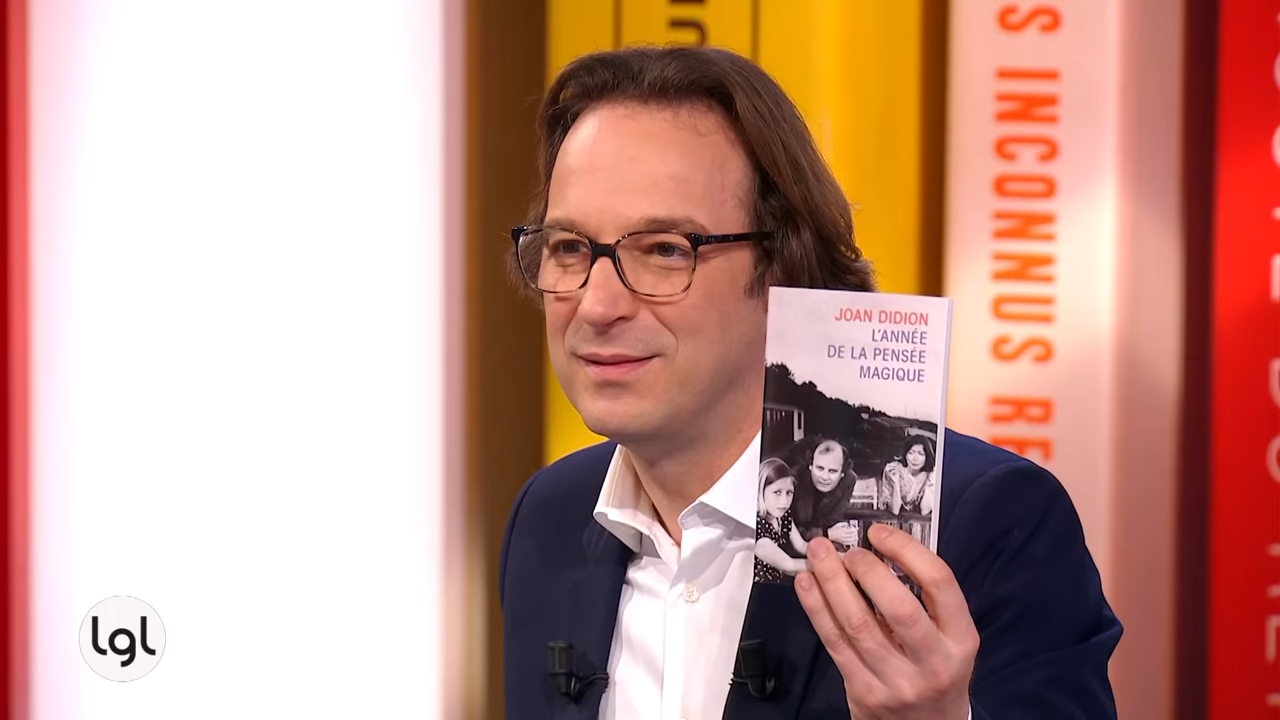 JOAN DIDION
L'ANNÉE
DE LA PENSÉE
MAGIQUE
S INCONNUS RE
lgl